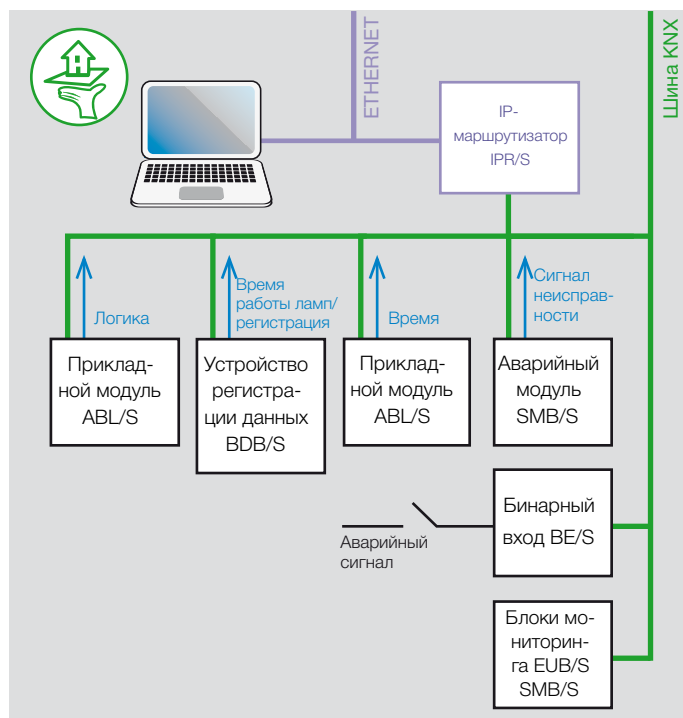 ETHERNET
Шина KNX
IP-
маршрутизатор
IPR/S
Логика
Время
работы ламп/
регистрация
Время
Сигнал
неисправ-
ности
Приклад-
ной модуль
ABL/S
Устройство
регистра-
ции данных
BDB/S
Приклад-
ной модуль
ABL/S
Аварийный
модуль
SMB/S
Бинарный
вход BE/S
Аварийный
сигнал
Блоки мо-
ниторин-
га EUB/S
SMB/S